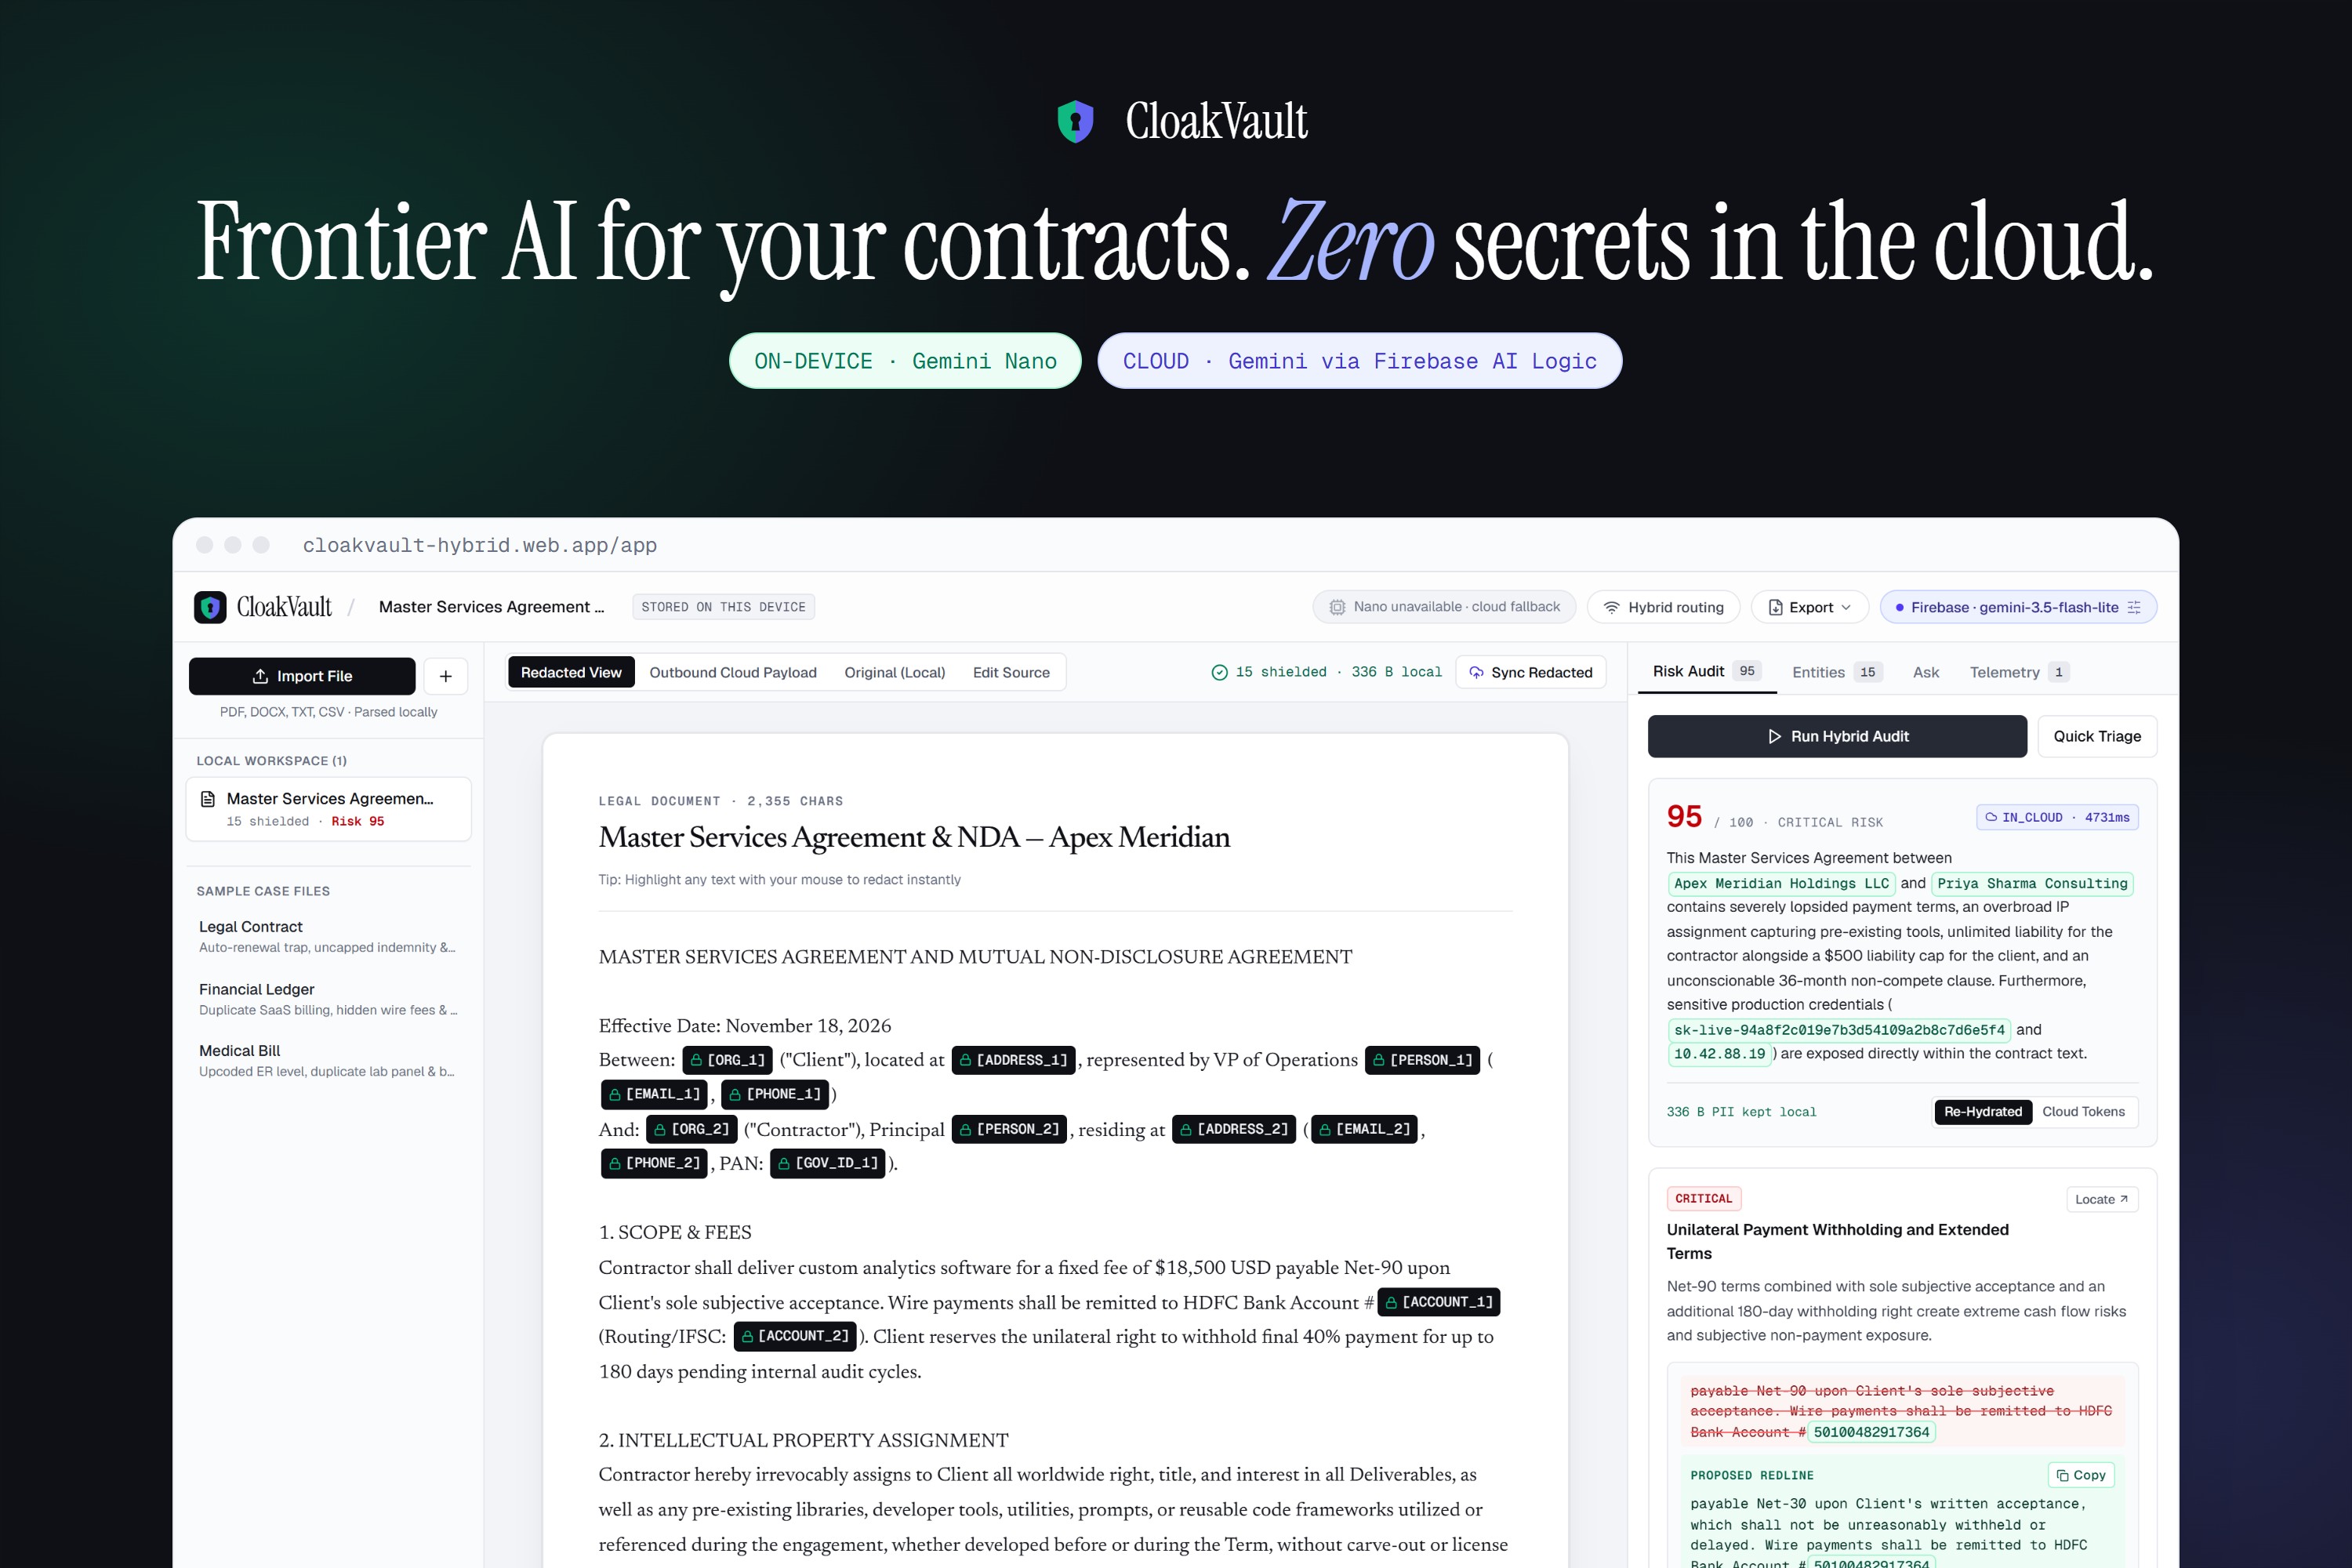 CloakVault
Frontier AI for your contracts. Zero secrets in the cloud.
ON-DEVICE · Gemini Nano
CLOUD · Gemini via Firebase AI Logic
cloakvault-hybrid.web.app/app
CloakVault / Master Services Agreement ...
STORED ON THIS DEVICE
Nano unavailable · cloud fallback
Hybrid routing
Export
Firebase · gemini-3.5-flash-lite
Import File
+
PDF, DOCX, TXT, CSV · Parsed locally
LOCAL WORKSPACE (1)
Master Services Agreemen...
15 shielded · Risk 95
SAMPLE CASE FILES
Legal Contract
Auto-renewal trap, uncapped indemnity &...
Financial Ledger
Duplicate SaaS billing, hidden wire fees & ...
Medical Bill
Upcoded ER level, duplicate lab panel & b...
Redacted View
Outbound Cloud Payload
Original (Local)
Edit Source
15 shielded · 336 B local
Sync Redacted
LEGAL DOCUMENT · 2,355 CHARS
Master Services Agreement & NDA — Apex Meridian
Tip: Highlight any text with your mouse to redact instantly
MASTER SERVICES AGREEMENT AND MUTUAL NON-DISCLOSURE AGREEMENT
Effective Date: November 18, 2026
Between: [ORG_1] ("Client"), located at [ADDRESS_1], represented by VP of Operations [PERSON_1] (
[EMAIL_1], [PHONE_1])
And: [ORG_2] ("Contractor"), Principal [PERSON_2], residing at [ADDRESS_2] ([EMAIL_2],
[PHONE_2], PAN: [GOV_ID_1]).
1. SCOPE & FEES
Contractor shall deliver custom analytics software for a fixed fee of $18,500 USD payable Net-90 upon
Client's sole subjective acceptance. Wire payments shall be remitted to HDFC Bank Account #[ACCOUNT_1]
(Routing/IFSC: [ACCOUNT_2]). Client reserves the unilateral right to withhold final 40% payment for up to
180 days pending internal audit cycles.
2. INTELLECTUAL PROPERTY ASSIGNMENT
Contractor hereby irrevocably assigns to Client all worldwide right, title, and interest in all Deliverables, as
well as any pre-existing libraries, developer tools, utilities, prompts, or reusable code frameworks utilized or
referenced during the engagement, whether developed before or during the Term, without carve-out or license
Risk Audit 95
Entities 15
Ask
Telemetry 1
Run Hybrid Audit
Quick Triage
95 / 100 · CRITICAL RISK
IN_CLOUD · 4731ms
This Master Services Agreement between
Apex Meridian Holdings LLC and Priya Sharma Consulting
contains severely lopsided payment terms, an overbroad IP
assignment capturing pre-existing tools, unlimited liability for the
contractor alongside a $500 liability cap for the client, and an
unconscionable 36-month non-compete clause. Furthermore,
sensitive production credentials (
sk-live-94a8f2c019e7b3d54109a2b8c7d6e5f4 and
10.42.88.19) are exposed directly within the contract text.
336 B PII kept local
Re-Hydrated
Cloud Tokens
CRITICAL
Locate ↗
Unilateral Payment Withholding and Extended
Terms
Net-90 terms combined with sole subjective acceptance and an
additional 180-day withholding right create extreme cash flow risks
and subjective non-payment exposure.
payable Net-90 upon Client's sole subjective
acceptance. Wire payments shall be remitted to HDFC
Bank Account #50100482917364
PROPOSED REDLINE
Copy
payable Net-30 upon Client's written acceptance,
which shall not be unreasonably withheld or
delayed. Wire payments shall be remitted to HDFC
Bank Account #50100482917364